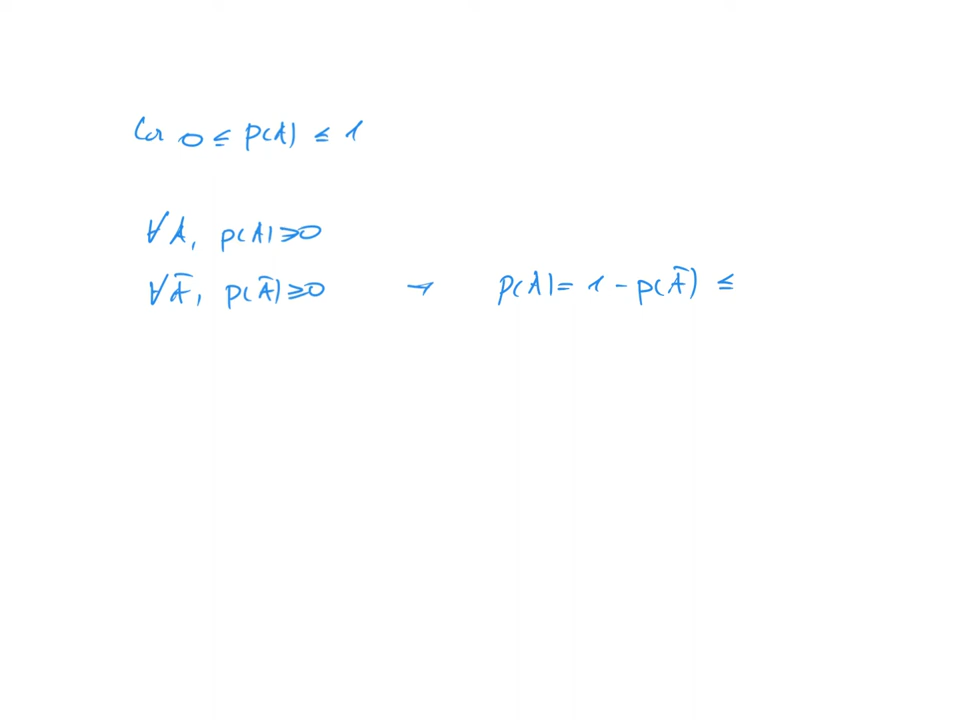 Cor 0 ≤ p(A) ≤ 1
∀A, p(A) ≥ 0
∀Ā, p(Ā) ≥ 0 → p(A) = 1 - p(Ā) ≤